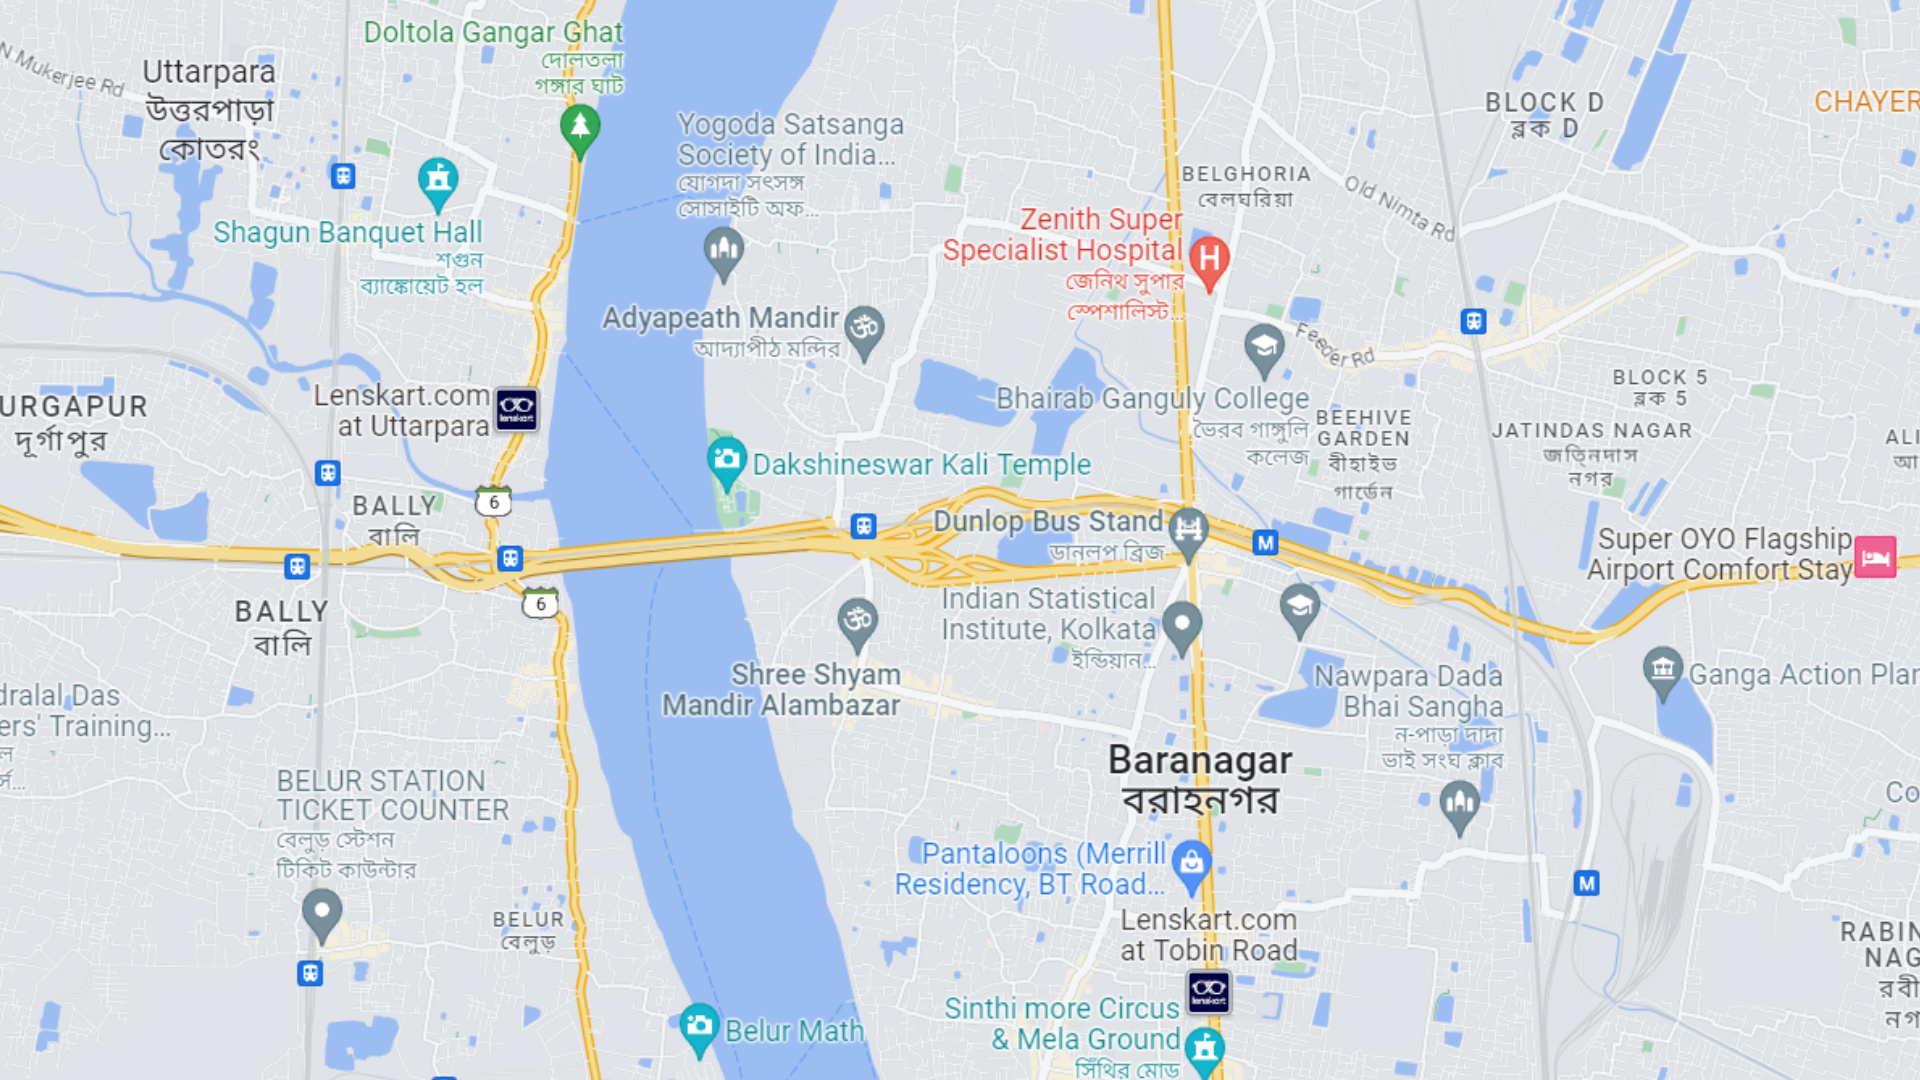 Doltola Gangar Ghat
দোলতলা
গঙ্গার ঘাট
N Mukerjee Rd
Uttarpara
উত্তরপাড়া
কোতরং
Yogoda Satsanga
Society of India...
যোগদা সৎসঙ্গ
সোসাইটি অফ...
BLOCK D
ব্লক D
CHAYER
BELGHORIA
বেলঘরিয়া
Old Nimta Rd
Shagun Banquet Hall
শগুন
ব্যাঙ্কোয়েট হল
Zenith Super
Specialist Hospital
জেনিথ সুপার
স্পেশালিস্ট...
H
Adyapeath Mandir
আদ্যাপীঠ মন্দির
Feeder Rd
Lenskart.com
at Uttarpara
lenskart
URGAPUR
দূর্গাপুর
Bhairab Ganguly College
ভৈরব গাঙ্গুলি
কলেজ
BEEHIVE
GARDEN
বীহাইভ
গার্ডেন
BLOCK 5
ব্লক 5
JATINDAS NAGAR
জত্নিদাস
নগর
ALI
আ
Dakshineswar Kali Temple
BALLY
বালি
6
Dunlop Bus Stand
ডানলপ ব্রিজ
M
Super OYO Flagship
Airport Comfort Stay
BALLY
বালি
6
Indian Statistical
Institute, Kolkata
ইন্ডিয়ান...
Shree Shyam
Mandir Alambazar
Nawpara Dada
Bhai Sangha
ন-পাড়া দাদা
ভাই সংঘ ক্লাব
Ganga Action Plar
dralal Das
ers' Training...
Baranagar
বরাহনগর
BELUR STATION
TICKET COUNTER
বেলুড় স্টেশন
টিকিট কাউন্টার
Co
Pantaloons (Merrill
Residency, BT Road...
M
BELUR
বেলুড়
Lenskart.com
at Tobin Road
lenskart
RABIN
NAG
রবী
নগ
Sinthi more Circus
& Mela Ground
সিঁথির মোড়
Belur Math